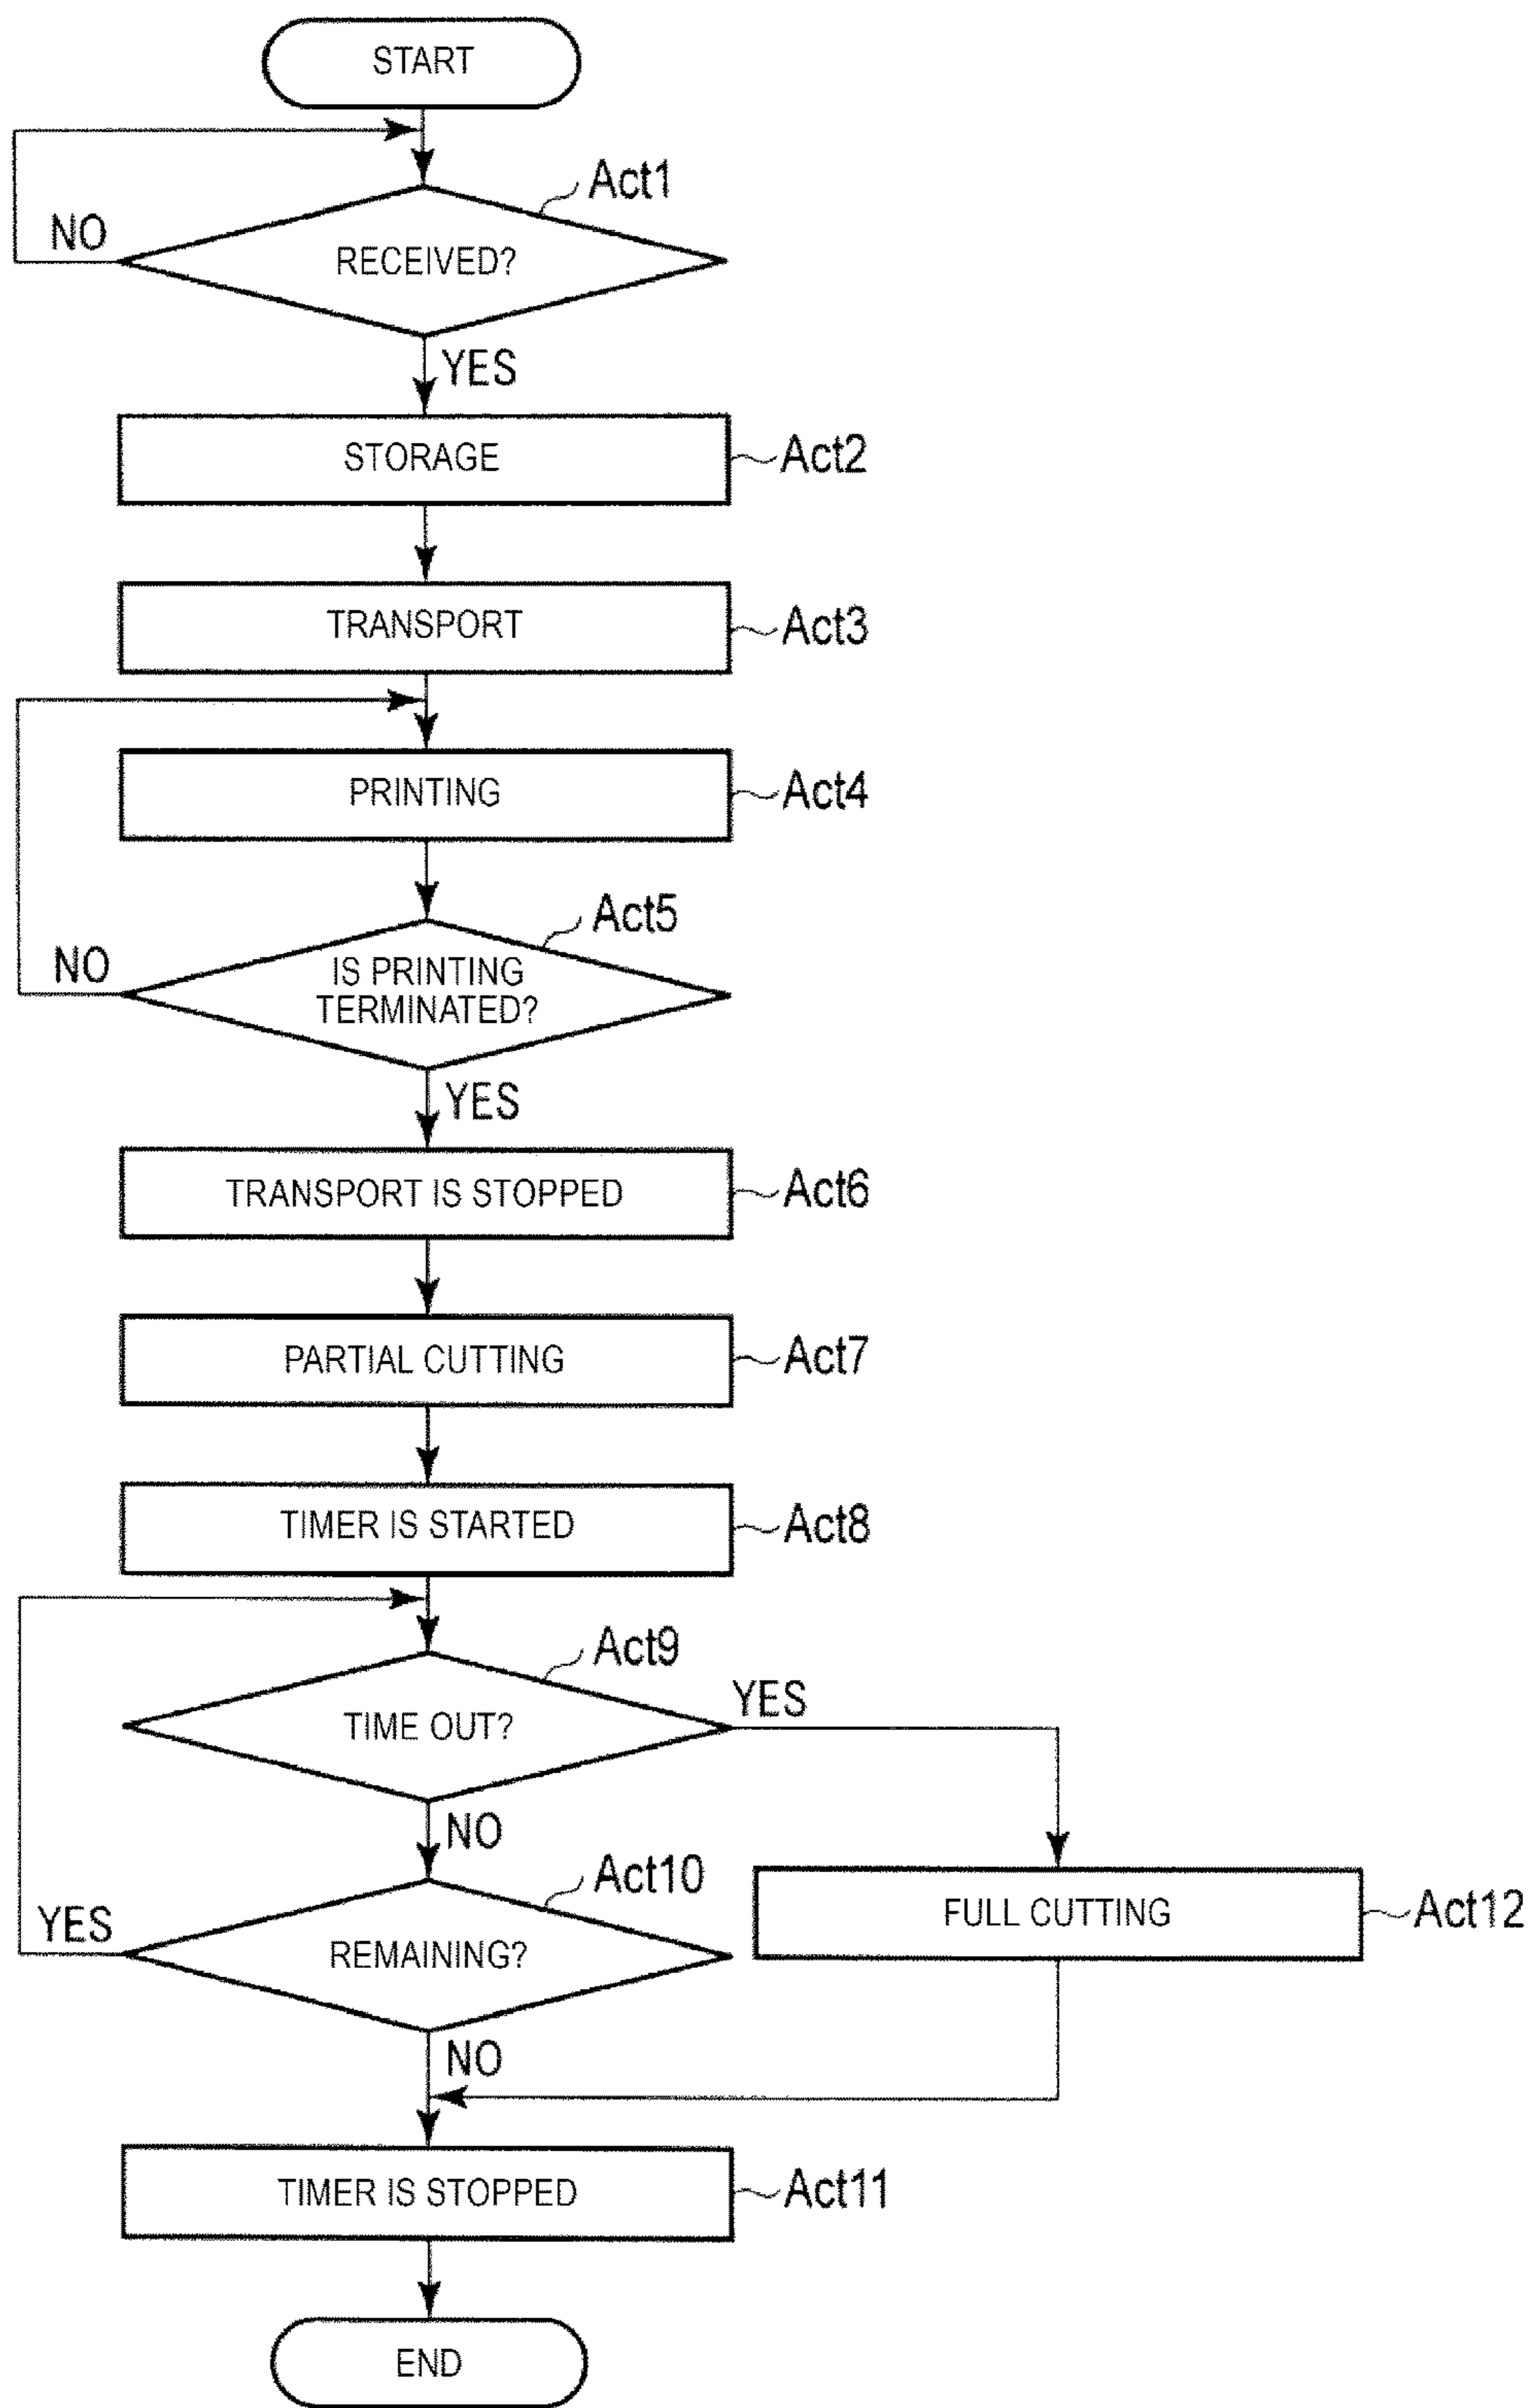 START
Act1
NO
RECEIVED?
YES
STORAGE
Act2
TRANSPORT
Act3
PRINTING
Act4
Act5
NO
IS PRINTING
TERMINATED?
YES
TRANSPORT IS STOPPED
Act6
PARTIAL CUTTING
Act7
TIMER IS STARTED
Act8
Act9
YES
TIME OUT?
NO
Act10
YES
REMAINING?
FULL CUTTING
Act12
NO
TIMER IS STOPPED
Act11
END